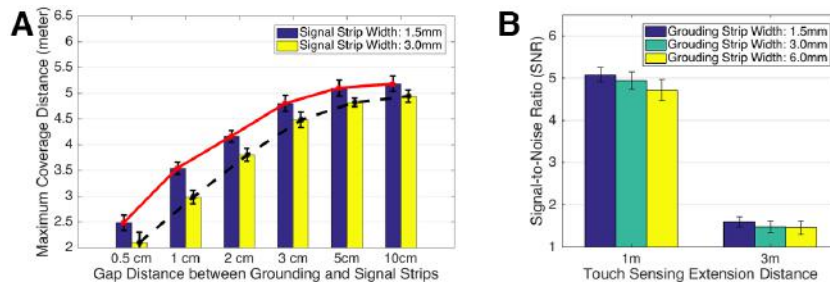 A
Maximum Coverage Distance (meter)
6.5
6
5.5
5
4.5
4
3.5
3
2.5
2
Signal Strip Width: 1.5mm
Signal Strip Width: 3.0mm
0.5 cm
1 cm
2 cm
3 cm
5cm
10cm
Gap Distance between Grounding and Signal Strips
B
Signal-to-Noise Ratio (SNR)
6
5
4
3
2
1
Grouding Strip Width: 1.5mm
Grouding Strip Width: 3.0mm
Grouding Strip Width: 6.0mm
1m
3m
Touch Sensing Extension Distance